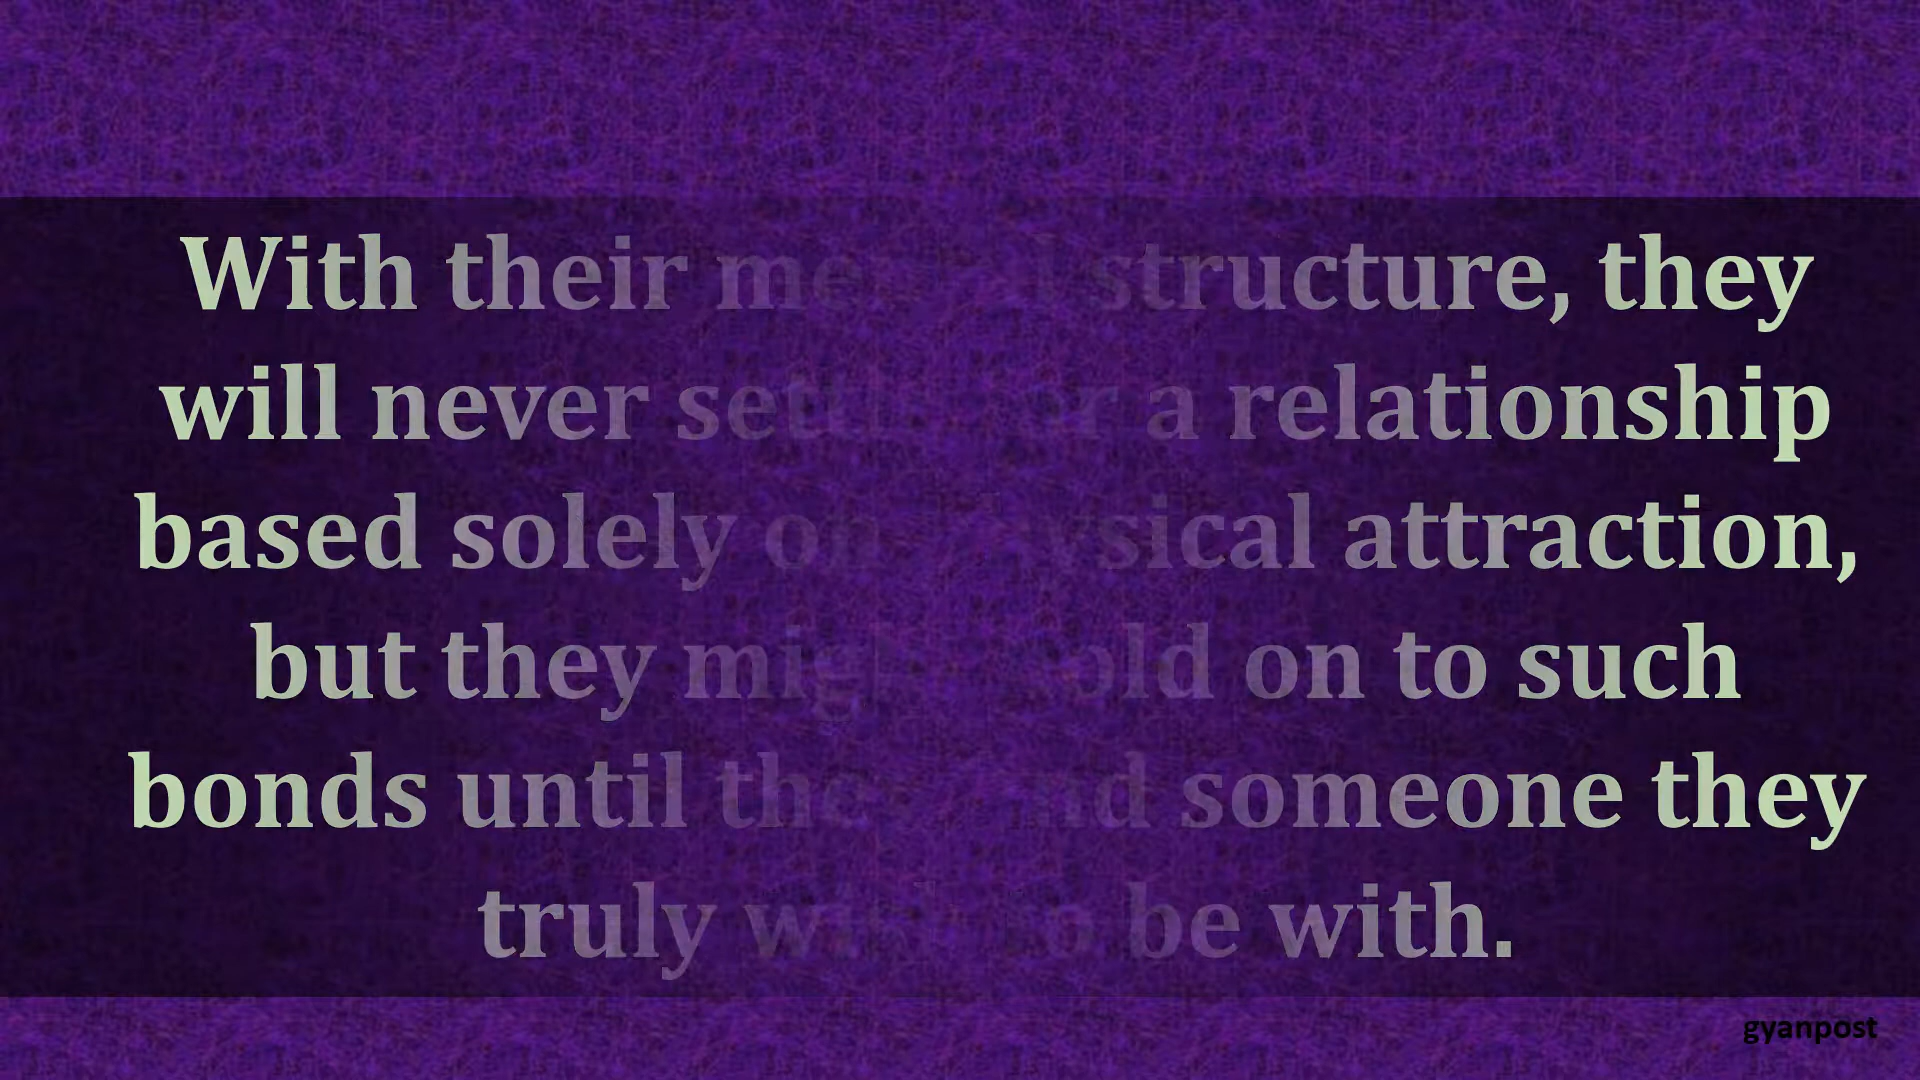 With their structure, they
will never settle for a relationship
based solely on physical attraction,
but they might hold on to such
bonds until they find someone they
truly wish to be with.
gyanpost